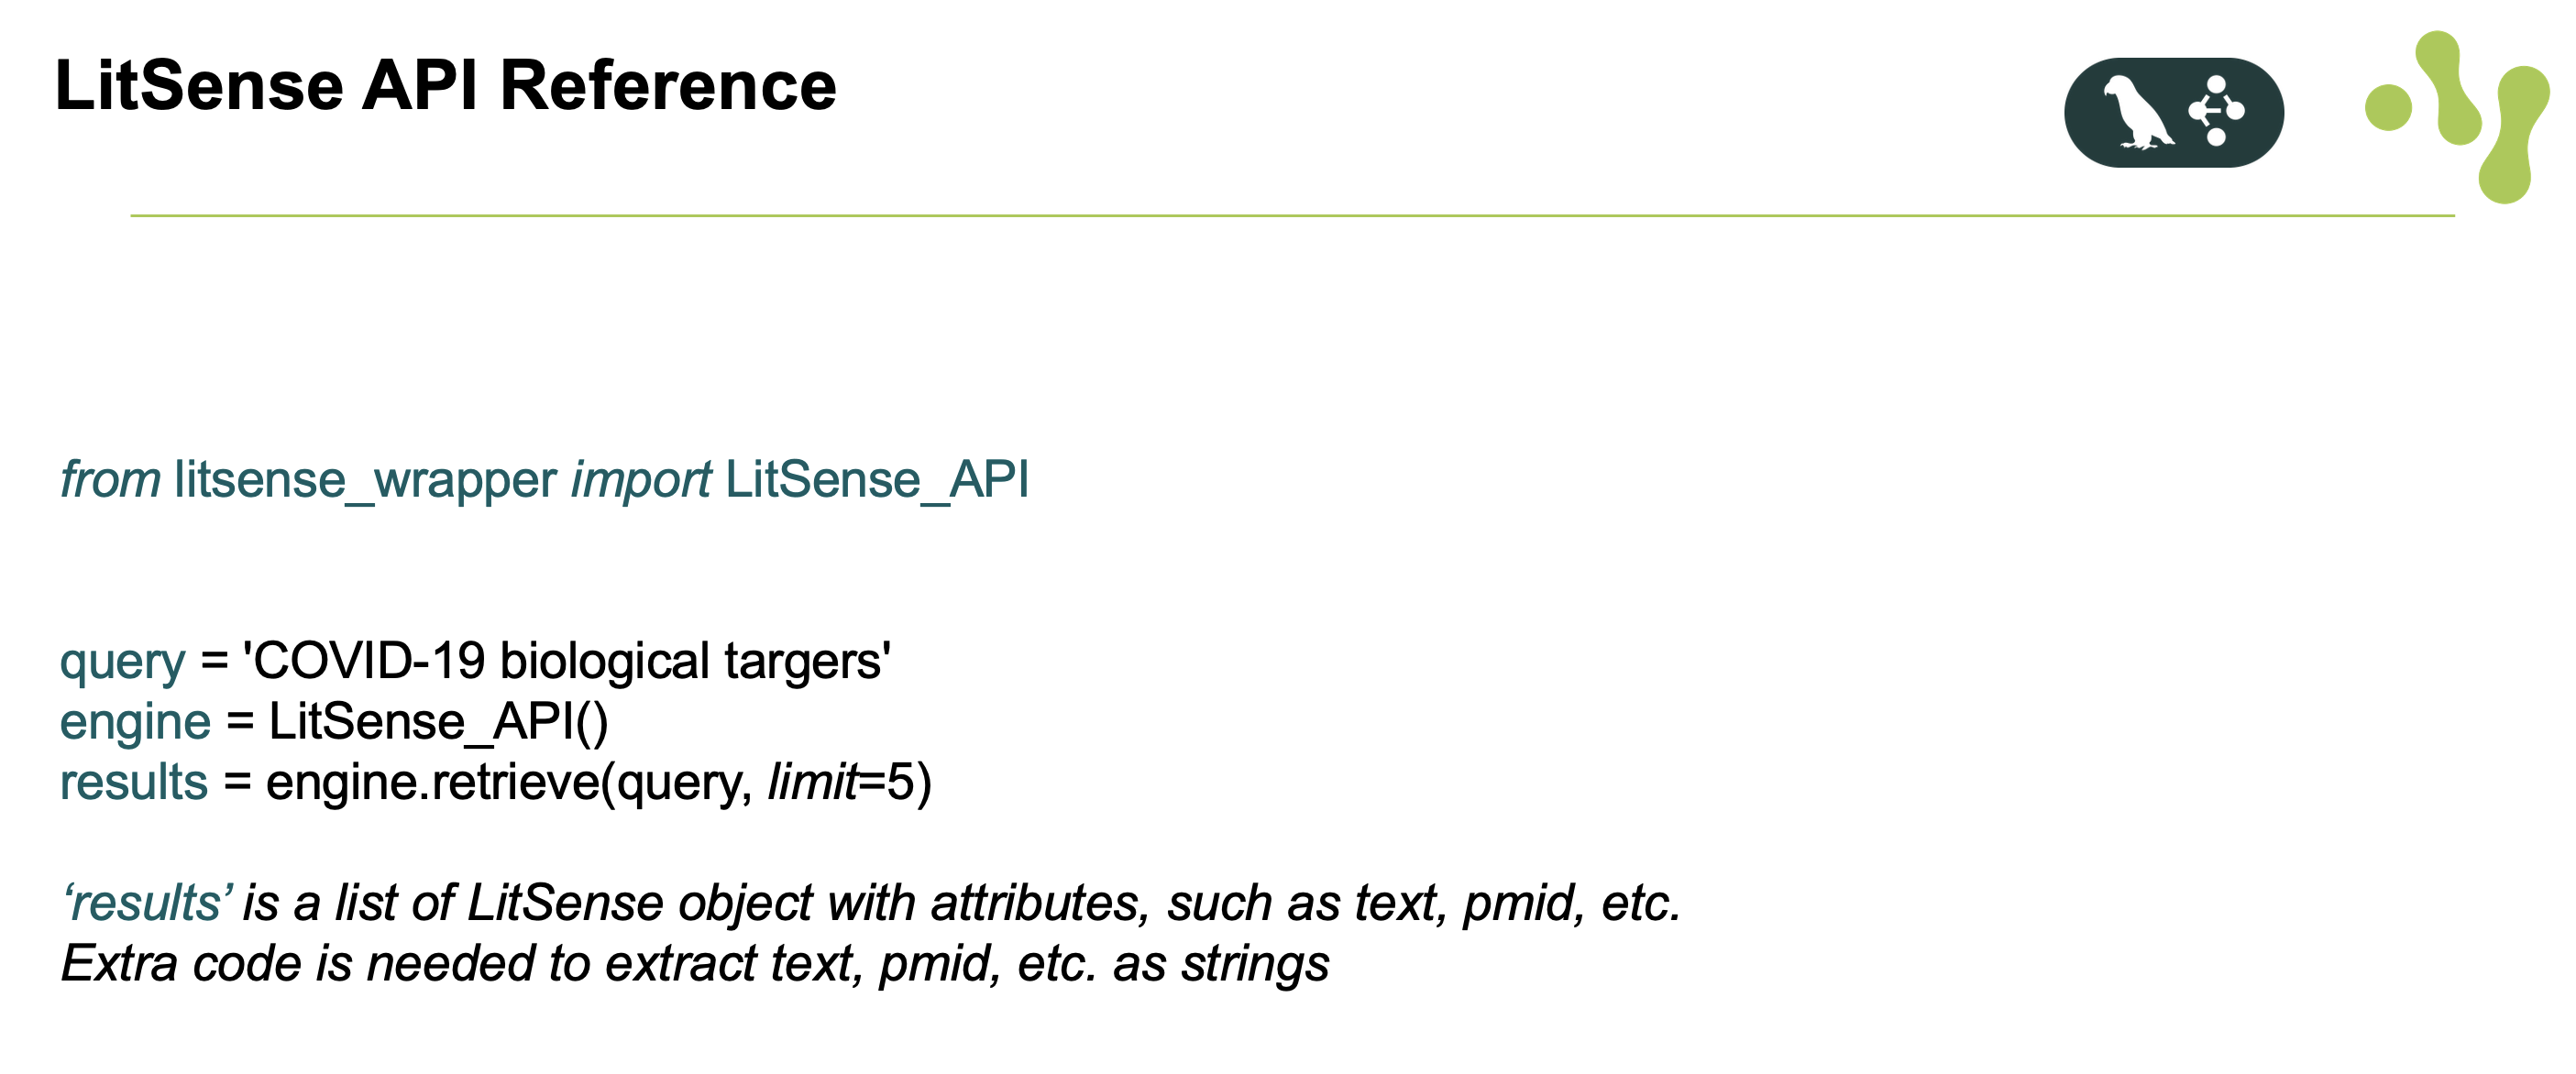 LitSense API Reference
from litsense_wrapper import LitSense_API
query = 'COVID-19 biological targers'
engine = LitSense_API()
results = engine.retrieve(query, limit=5)
‘results’ is a list of LitSense object with attributes, such as text, pmid, etc.
Extra code is needed to extract text, pmid, etc. as strings